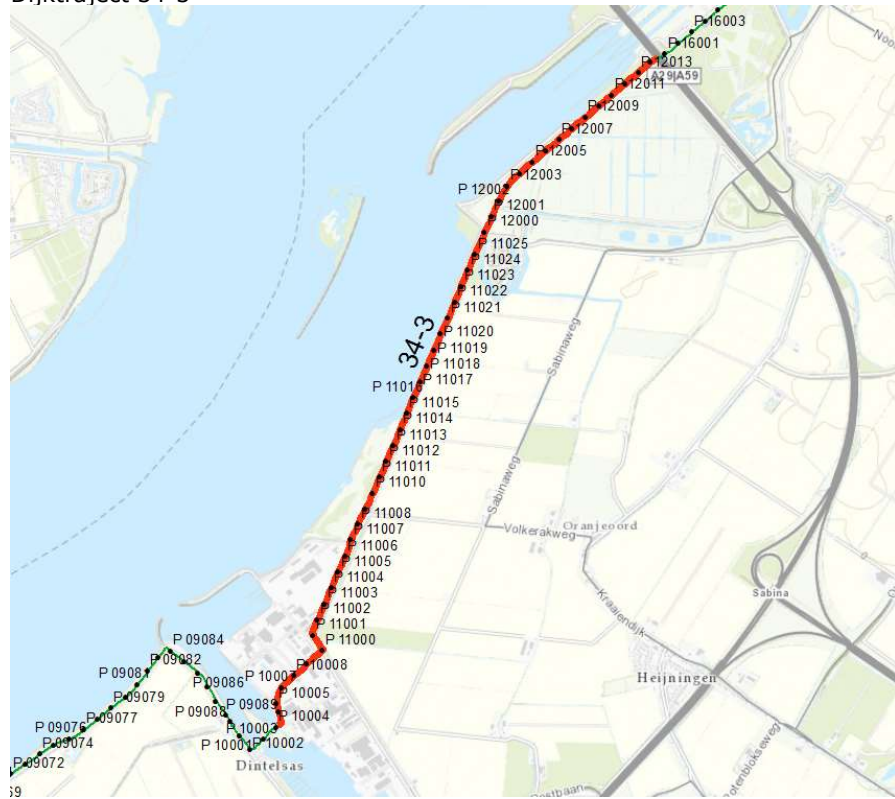 Dijktraject 34-3
P 16003
P 16001
P 12013
A29|A59
P 12011
P 12009
P 12007
P 12005
P 12003
P 12002
P 12001
P 12000
P 11025
P 11024
P 11023
P 11022
P 11021
34-3
P 11020
P 11019
P 11018
P 11017
P 11016
P 11015
P 11014
P 11013
P 11012
P 11011
P 11010
Sabinaweg
Sabinaweg
P 11008
P 11007
P 11006
P 11005
P 11004
P 11003
P 11002
P 11001
P 11000
Volkerakweg
Oranjeoord
Kraaiendijk
Sabina
Heijningen
P 09084
P 09082
P 09081
P 09086
P 09079
P 09088
P 09077
P 09089
P 09076
P 09074
P 09072
P 10008
P 10007
P 10005
P 10004
P 10003
P 10002
P 10001
Dintelsas